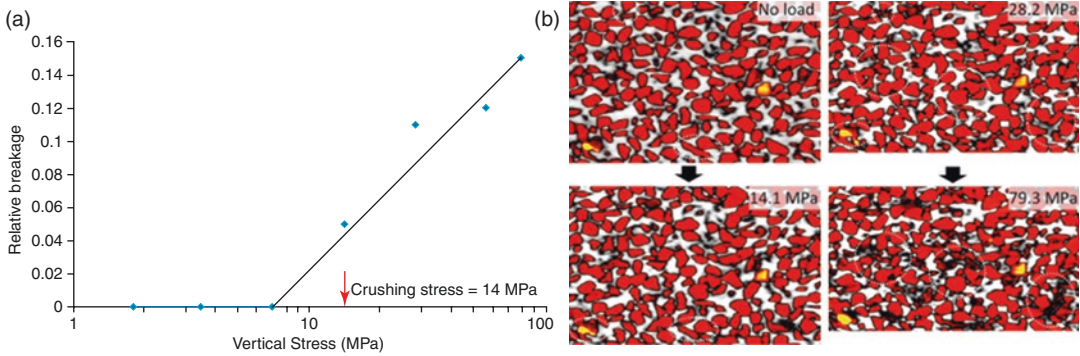 (a)
0.16
0.14
0.12
0.1
0.08
0.06
0.04
0.02
0
Relative breakage
Crushing stress = 14 MPa
1
10
100
Vertical Stress (MPa)
(b)
No load
28.2 MPa
14.1 MPa
79.3 MPa